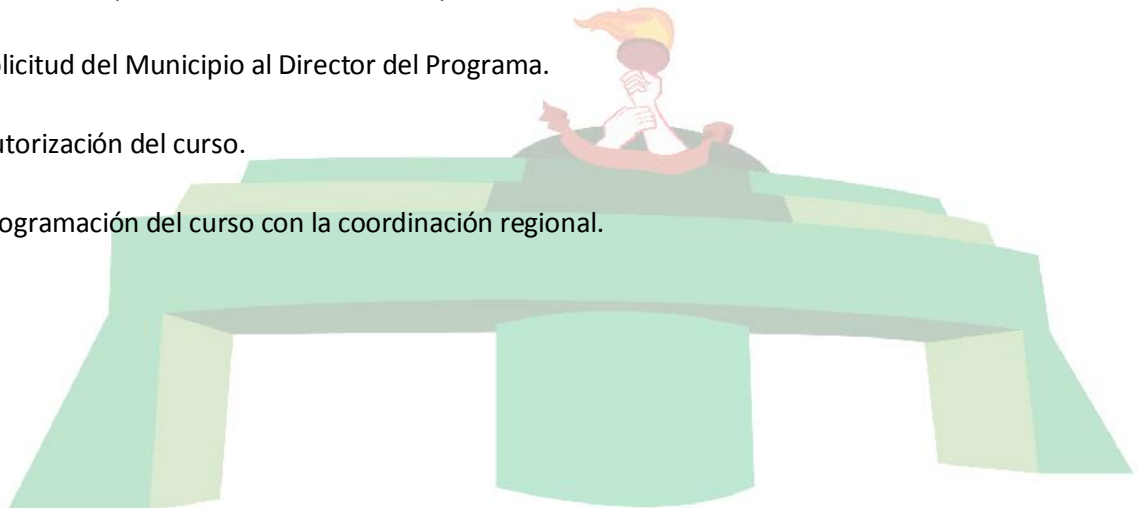 licitud del Municipio al Director del Programa.
utorización del curso.
ogramación del curso con la coordinación regional.